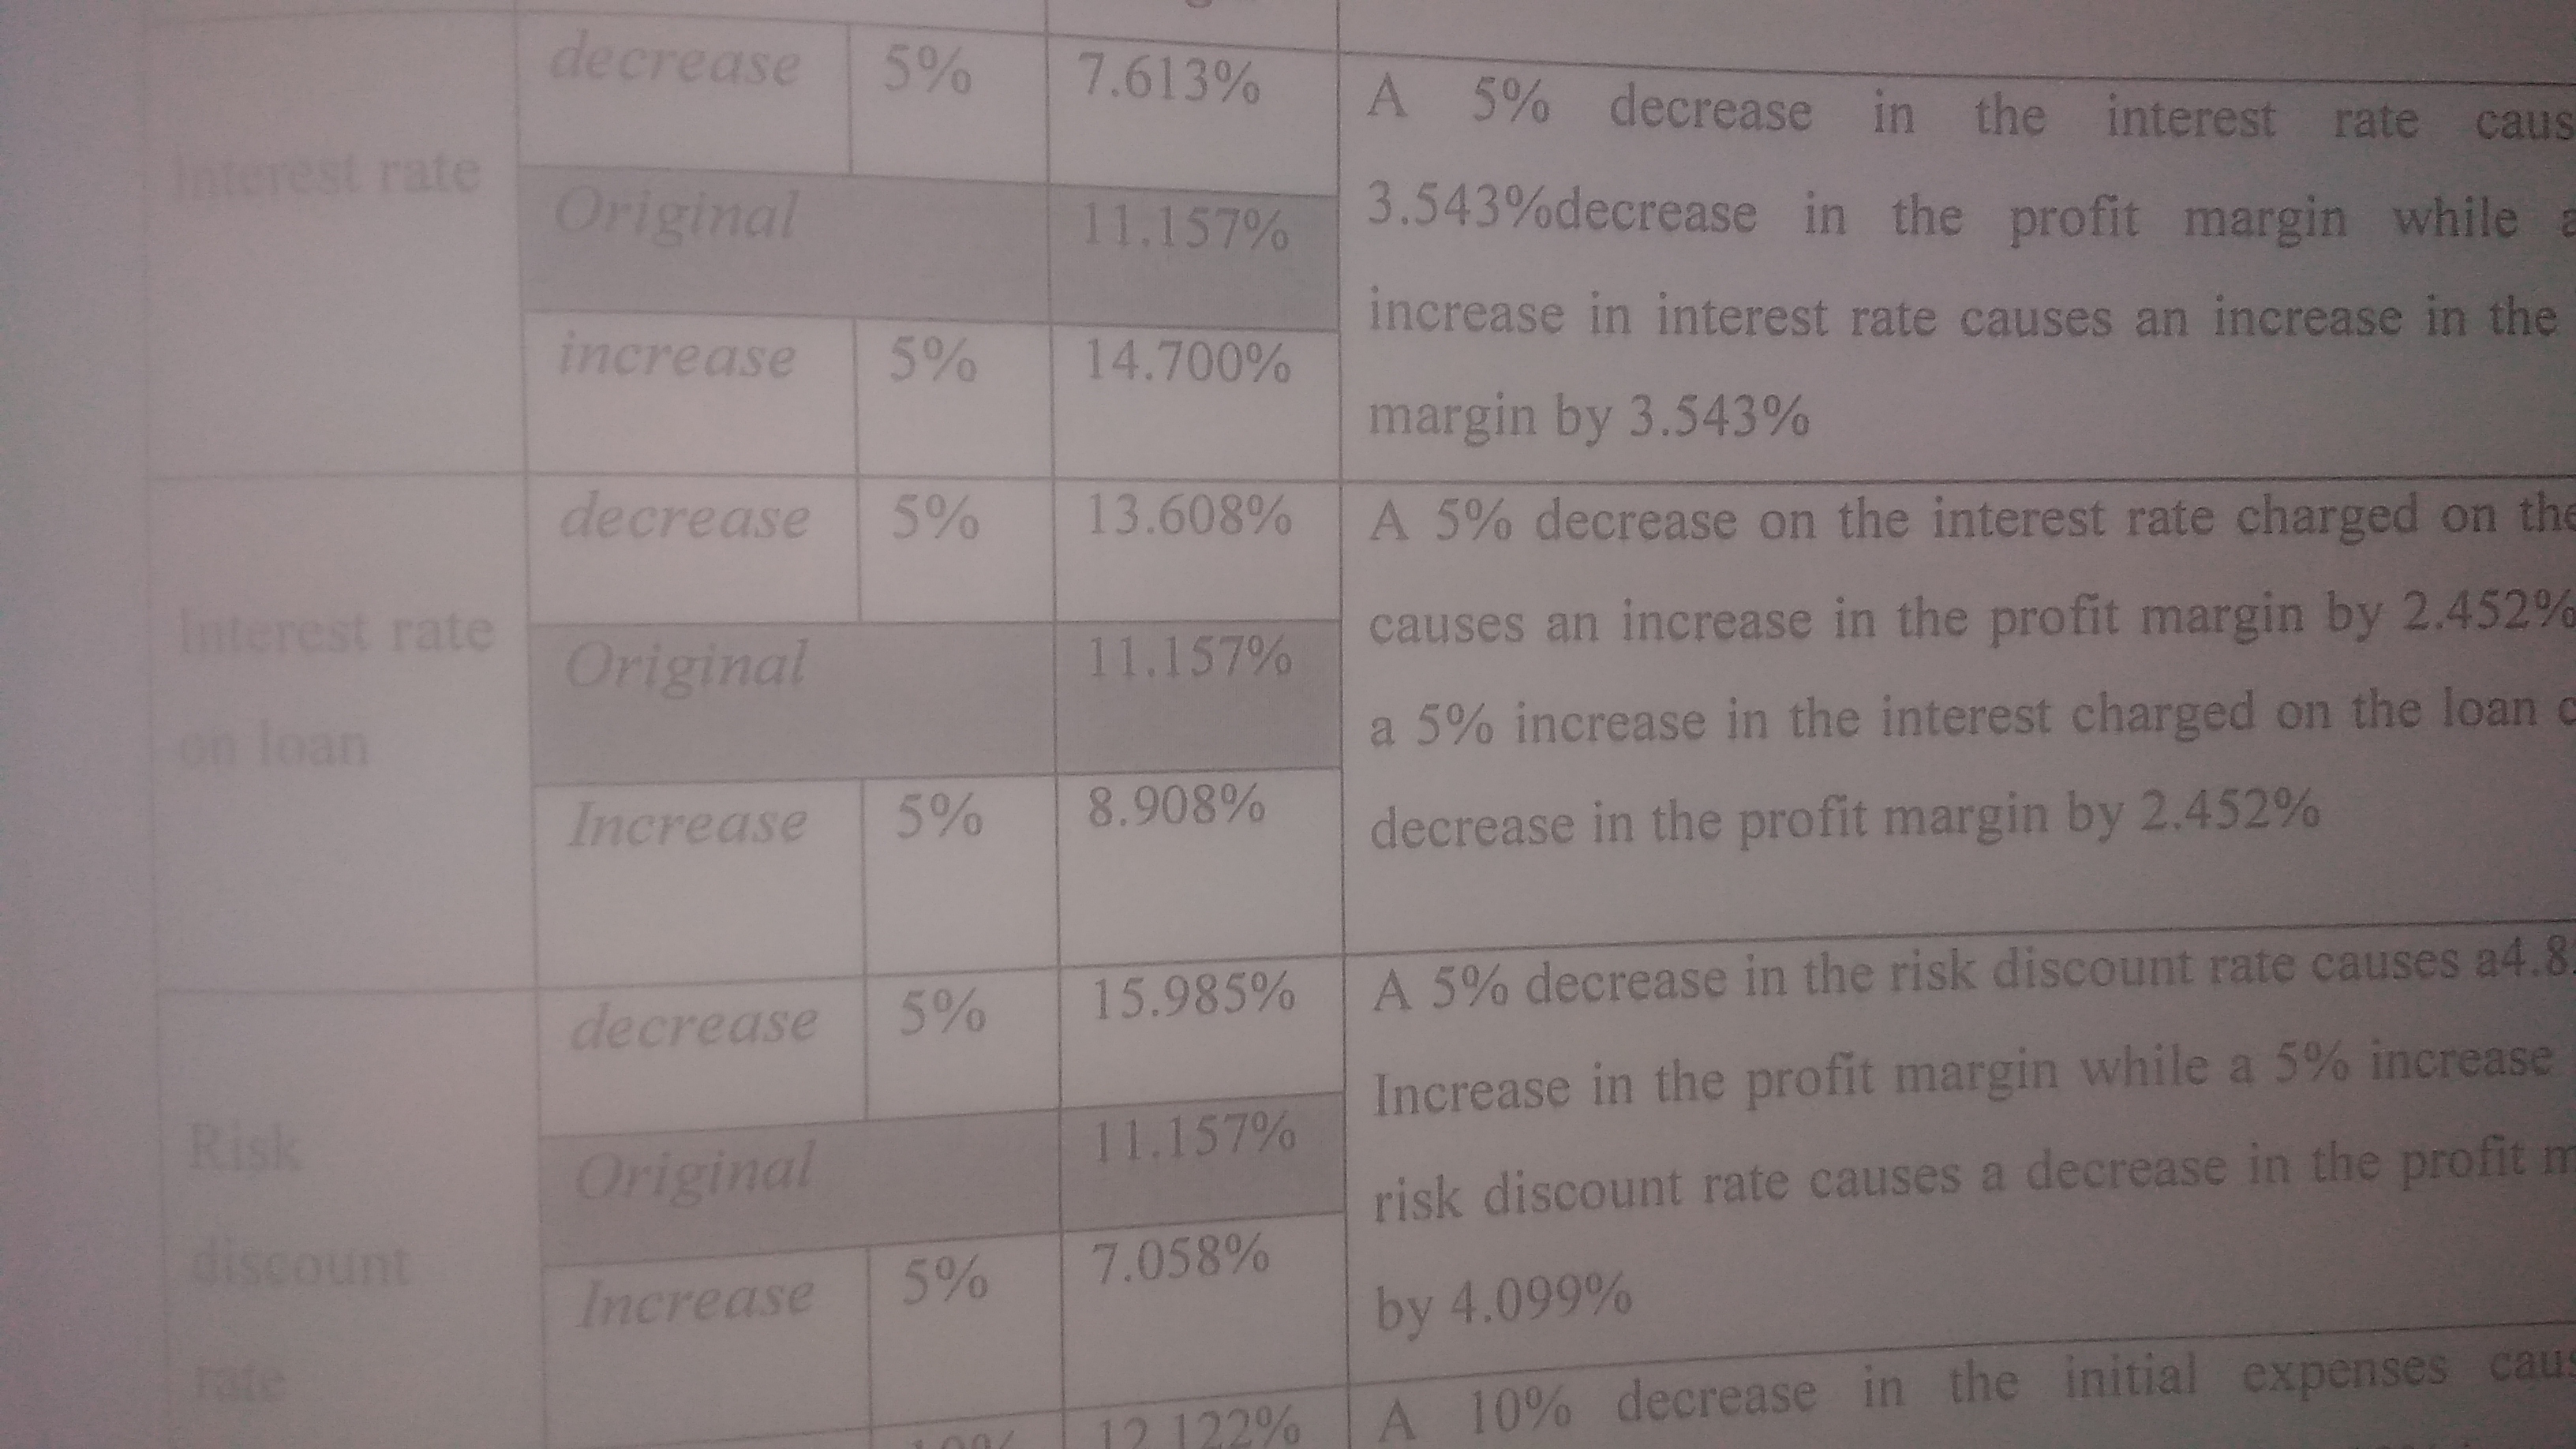 decrease 5% 7.613%
Interest rate
Original 11.157%
increase 5% 14.700%
A 5% decrease in the interest rate
3.543%decrease in the profit margin while
increase in interest rate causes an increase in the
margin by 3.543%
decrease 5% 13.608%
Interest rate
on loan
Original 11.157%
Increase 5% 8.908%
A 5% decrease on the interest rate charged on the
causes an increase in the profit margin by 2.452%
a 5% increase in the interest charged on the loan
decrease in the profit margin by 2.452%
decrease 5% 15.985%
Risk
discount
rate
Original 11.157%
Increase 5% 7.058%
A 5% decrease in the risk discount rate causes a4.8
Increase in the profit margin while a 5% increase
risk discount rate causes a decrease in the profit
by 4.099%
12.122%
A 10% decrease in the initial expenses